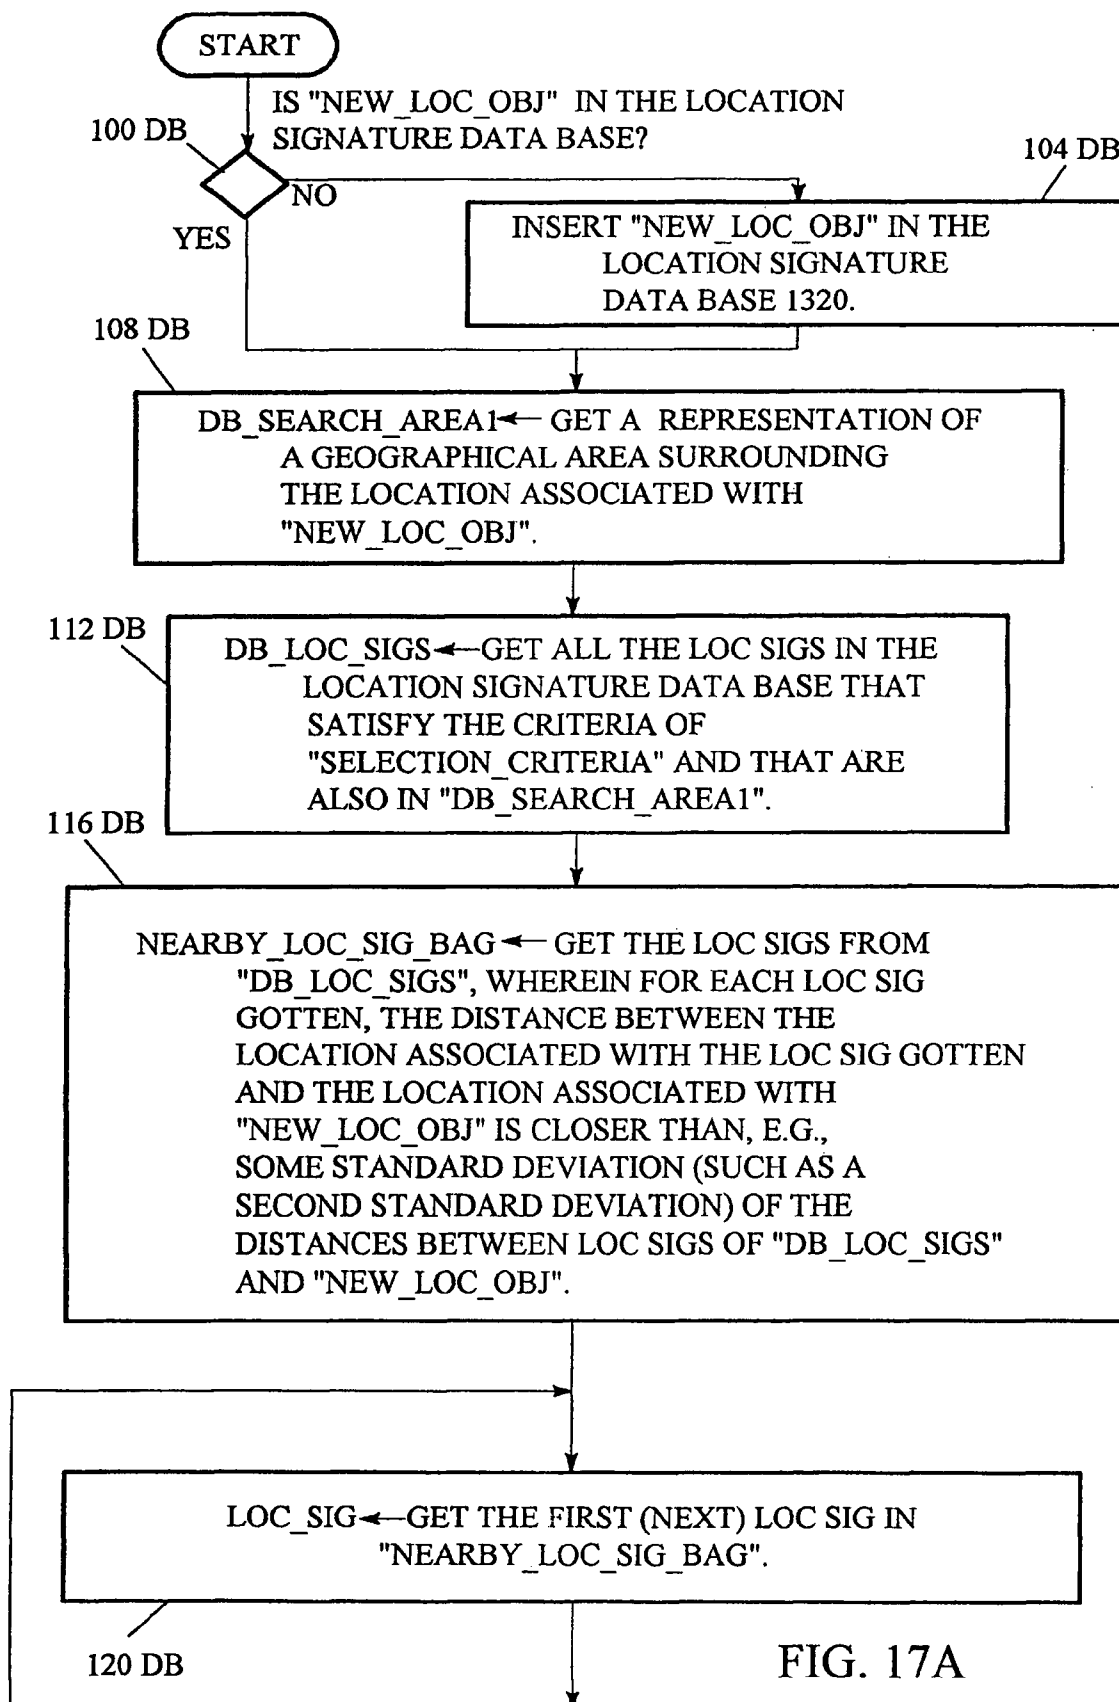 START
IS "NEW_LOC_OBJ" IN THE LOCATION
SIGNATURE DATA BASE?
100 DB
NO
YES
104 DB
INSERT "NEW_LOC_OBJ" IN THE
LOCATION SIGNATURE
DATA BASE 1320.
108 DB
DB_SEARCH_AREA1← GET A REPRESENTATION OF
A GEOGRAPHICAL AREA SURROUNDING
THE LOCATION ASSOCIATED WITH
"NEW_LOC_OBJ".
112 DB
DB_LOC_SIGS←GET ALL THE LOC SIGS IN THE
LOCATION SIGNATURE DATA BASE THAT
SATISFY THE CRITERIA OF
"SELECTION_CRITERIA" AND THAT ARE
ALSO IN "DB_SEARCH_AREA1".
116 DB
NEARBY_LOC_SIG_BAG← GET THE LOC SIGS FROM
"DB_LOC_SIGS", WHEREIN FOR EACH LOC SIG
GOTTEN, THE DISTANCE BETWEEN THE
LOCATION ASSOCIATED WITH THE LOC SIG GOTTEN
AND THE LOCATION ASSOCIATED WITH
"NEW_LOC_OBJ" IS CLOSER THAN, E.G.,
SOME STANDARD DEVIATION (SUCH AS A
SECOND STANDARD DEVIATION) OF THE
DISTANCES BETWEEN LOC SIGS OF "DB_LOC_SIGS"
AND "NEW_LOC_OBJ".
LOC_SIG←GET THE FIRST (NEXT) LOC SIG IN
"NEARBY_LOC_SIG_BAG".
120 DB
FIG. 17A